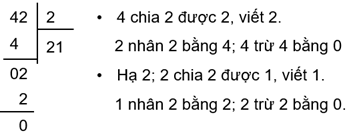 42 2 • 4 chia 2 được 2, viết 2.
4 21 2 nhân 2 bằng 4; 4 trừ 4 bằng 0
02 • Hạ 2; 2 chia 2 được 1, viết 1.
2 1 nhân 2 bằng 2; 2 trừ 2 bằng 0.
0